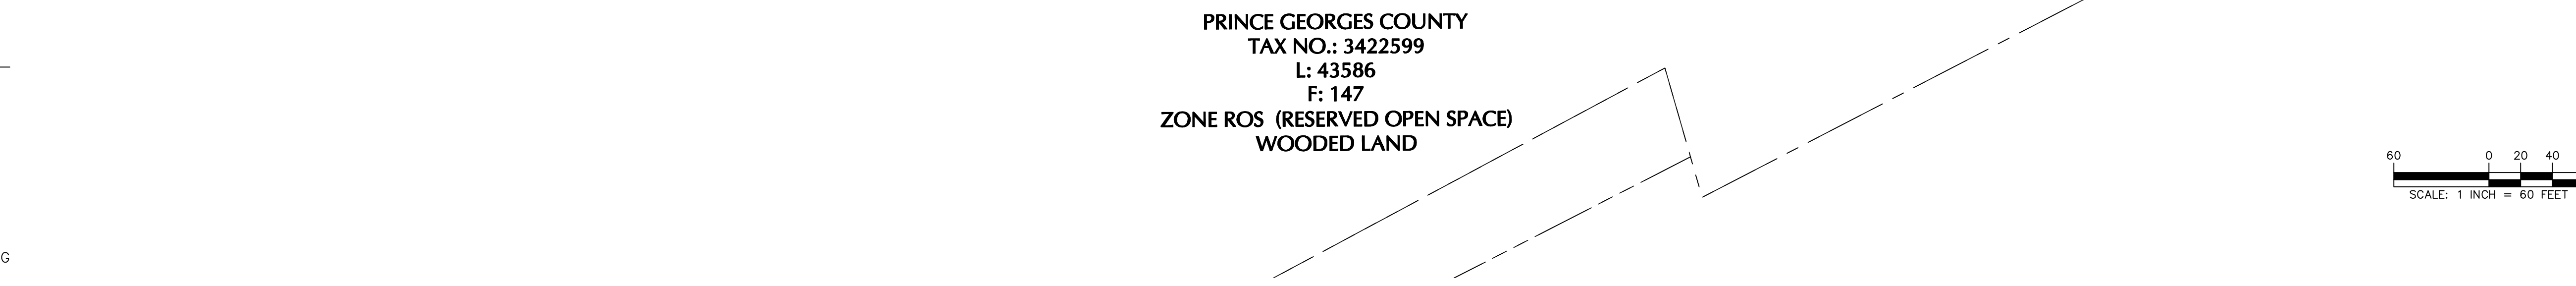 PRINCE GEORGES COUNTY
TAX NO.: 3422599
L: 43586
F: 147
ZONE ROS (RESERVED OPEN SPACE)
WOODED LAND
60 0 20 40
SCALE: 1 INCH = 60 FEET
G